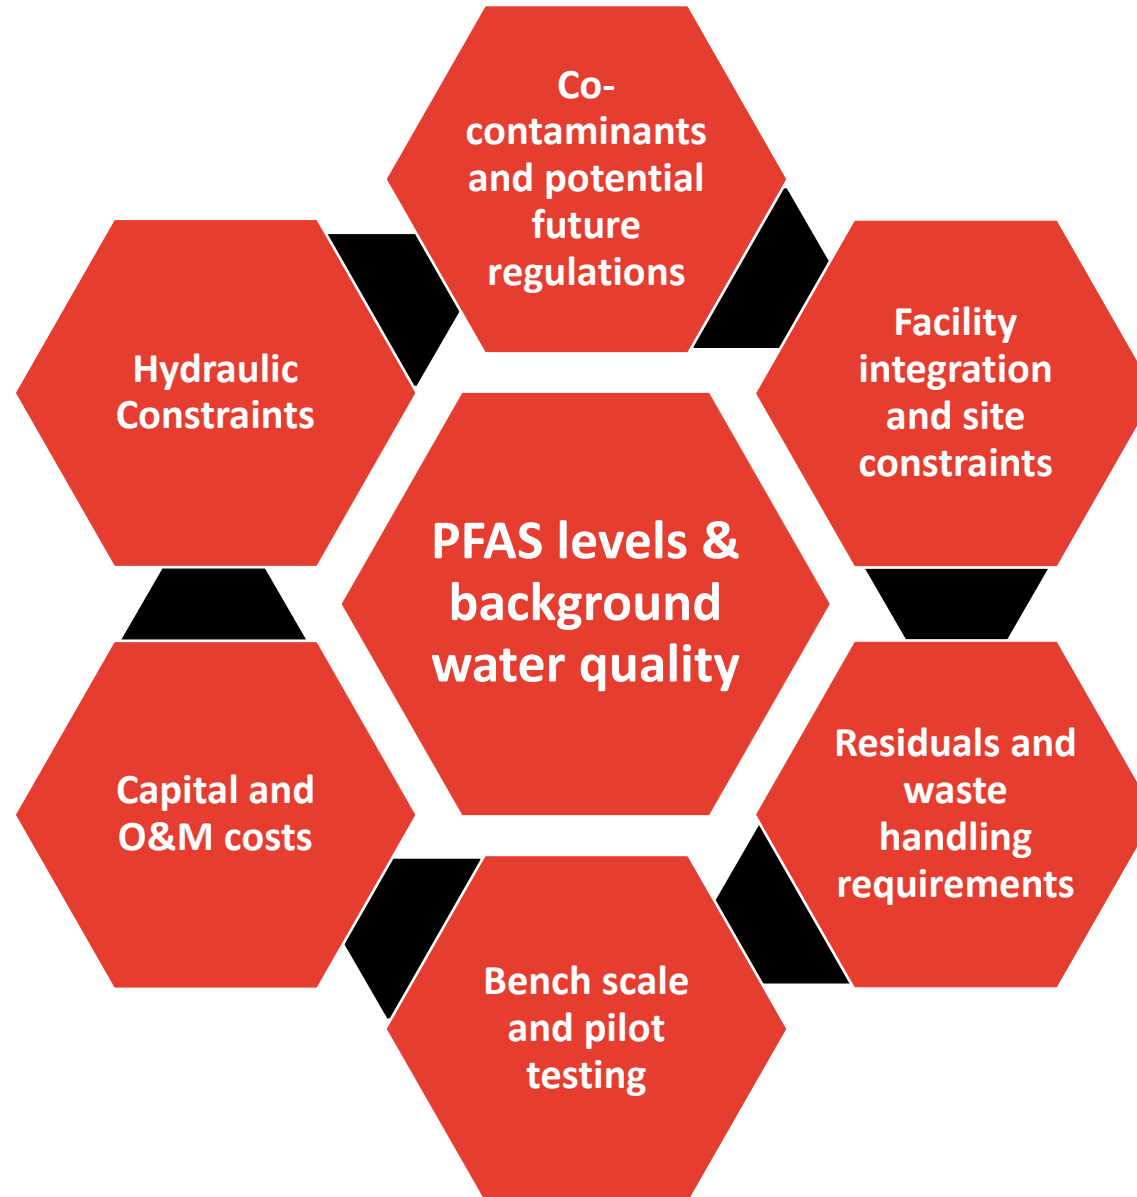 Co-
contaminants
and potential
future
regulations
Facility
integration
and site
constraints
Residuals and
waste
handling
requirements
Bench scale
and pilot
testing
Capital and
O&M costs
Hydraulic
Constraints
PFAS levels &
background
water quality